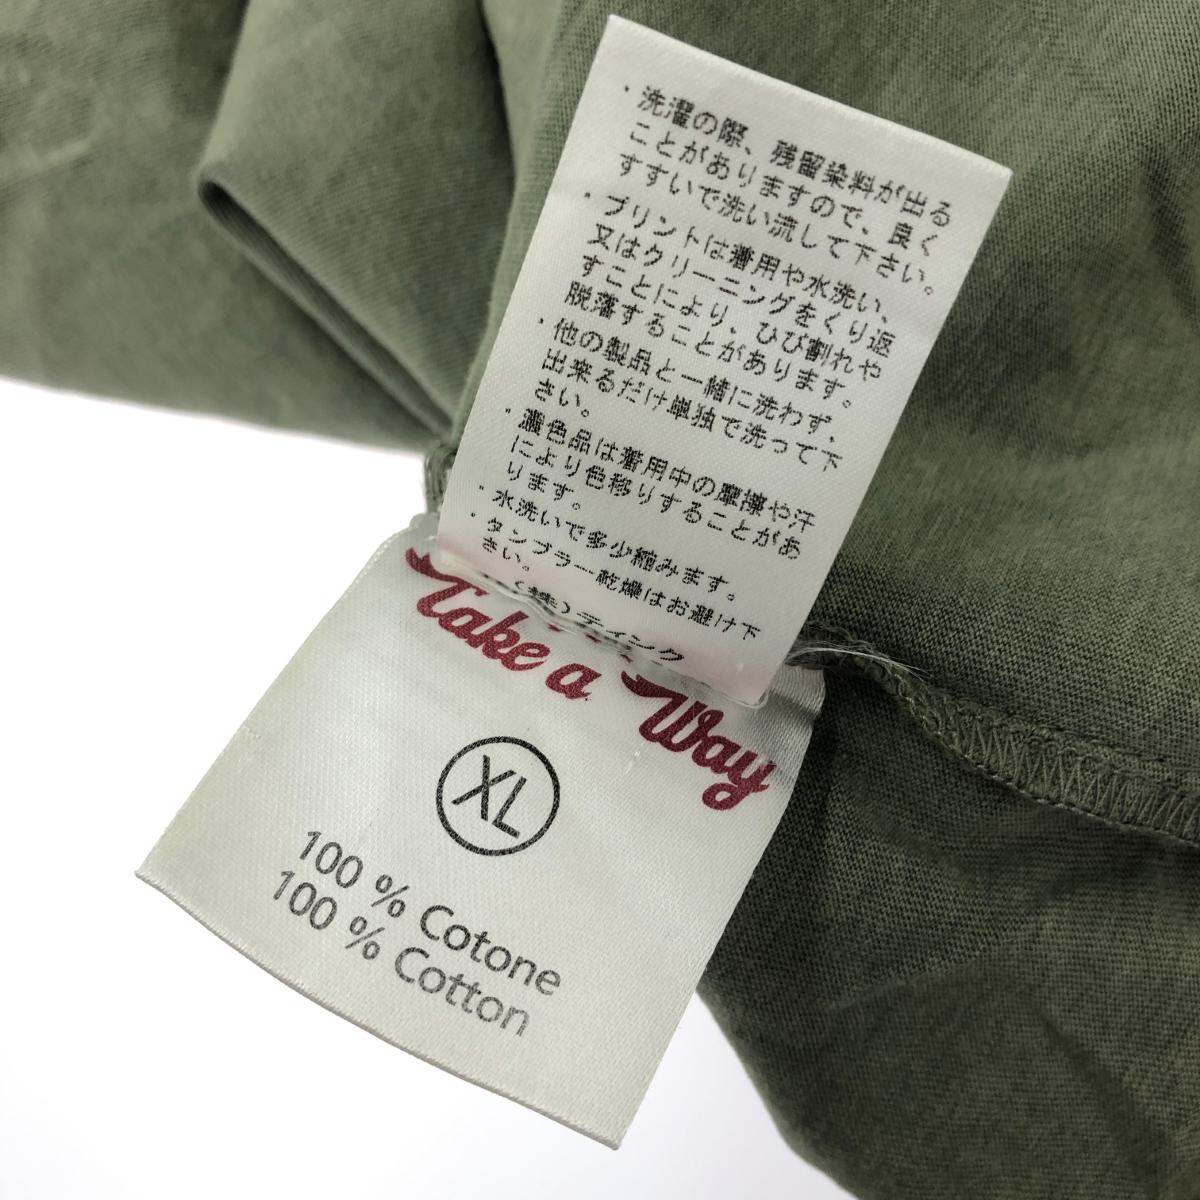 ・洗濯の際、残留染料が出る
ことがありますので、良く
すすいで洗い流して下さい。
・プリントは着用や水洗い、
又はクリーニングをくり返
すことにより、ひび割れや
脱落することがあります。
・他の製品と一緒に洗わず、
出来るだけ単独で洗って下
さい。
・濃色品は着用中の摩擦や汗
により色移りすることがあ
ります。
・水洗いで多少縮みます。
・タンブラー乾燥はお避け下
さい。
(株)テインク
Take a Way
XL
100 % Cotone
100 % Cotton